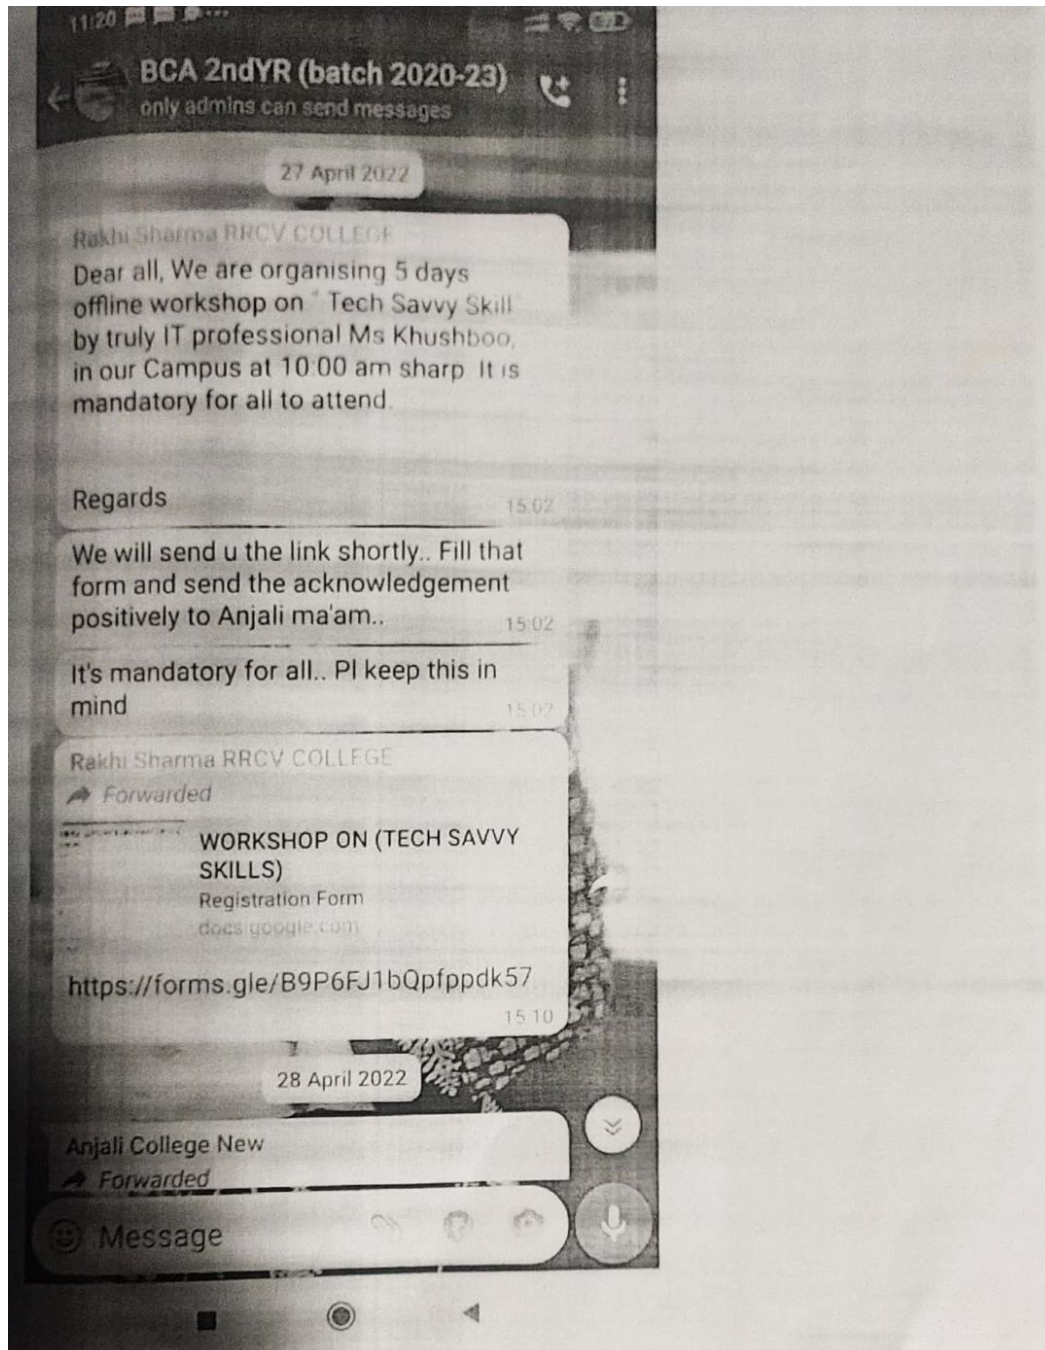 11:20
BCA 2ndYR (batch 2020-23)
only admins can send messages
27 April 2022
Rakhi Sharma RRCV COLLEGE
Dear all, We are organising 5 days
offline workshop on " Tech Savvy Skill
by truly IT professional Ms Khushboo,
in our Campus at 10:00 am sharp It is
mandatory for all to attend.
Regards
15:02
We will send u the link shortly.. Fill that
form and send the acknowledgement
positively to Anjali ma'am..
15:02
It's mandatory for all.. Pl keep this in
mind
15:02
Rakhi Sharma RRCV COLLEGE
Forwarded
WORKSHOP ON (TECH SAVVY
SKILLS)
Registration Form
docs.google.com
https://forms.gle/B9P6FJ1bQpfppdk57
15:10
28 April 2022
Anjali College New
Forwarded
Message